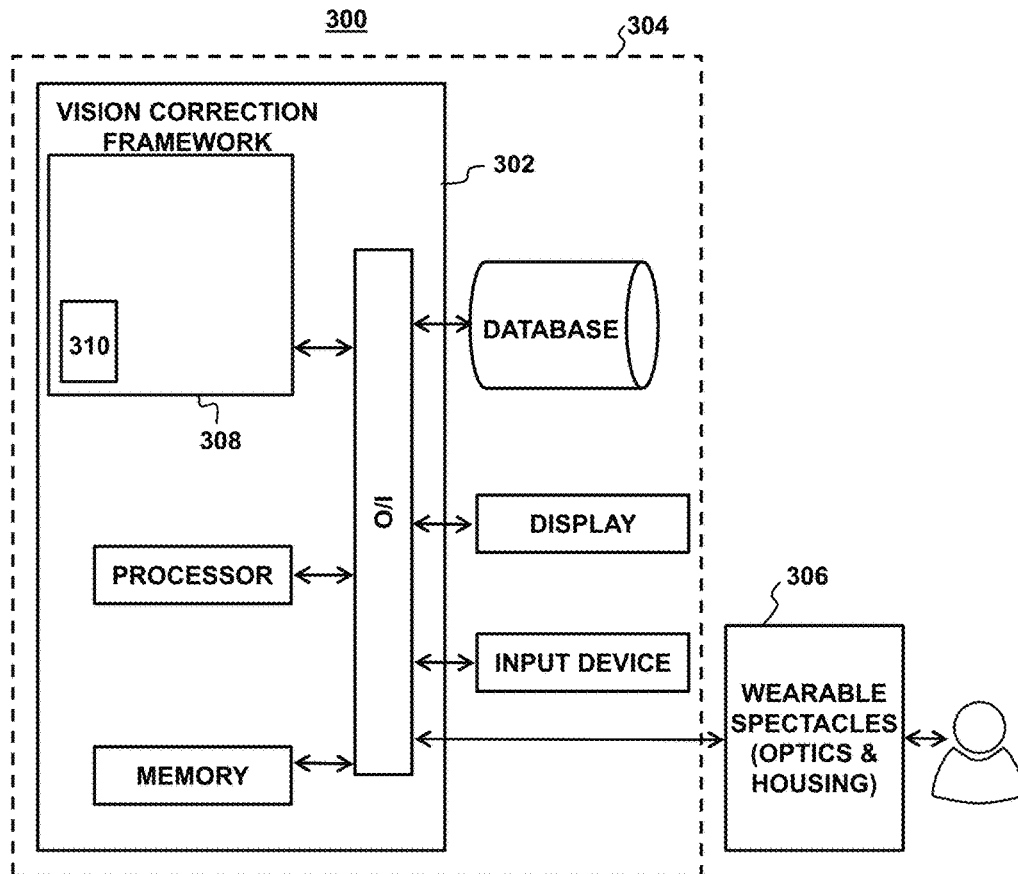 300
304
VISION CORRECTION
FRAMEWORK
302
310
308
DATABASE
O/I
DISPLAY
PROCESSOR
306
INPUT DEVICE
WEARABLE
SPECTACLES
(OPTICS &
HOUSING)
MEMORY